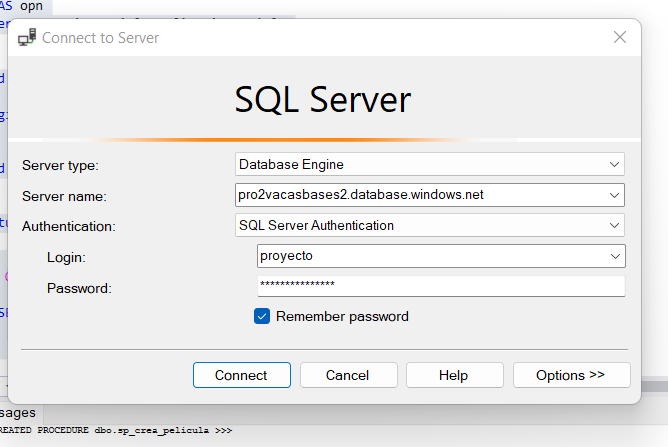 AS opn
Connect to Server
SQL Server
Server type: Database Engine
Server name: pro2vacasbases2.database.windows.net
Authentication: SQL Server Authentication
Login: proyecto
Password: ***************
Remember password
Connect Cancel Help Options >>
sages
REATED PROCEDURE dbo.sp_crea_pelicula >>>